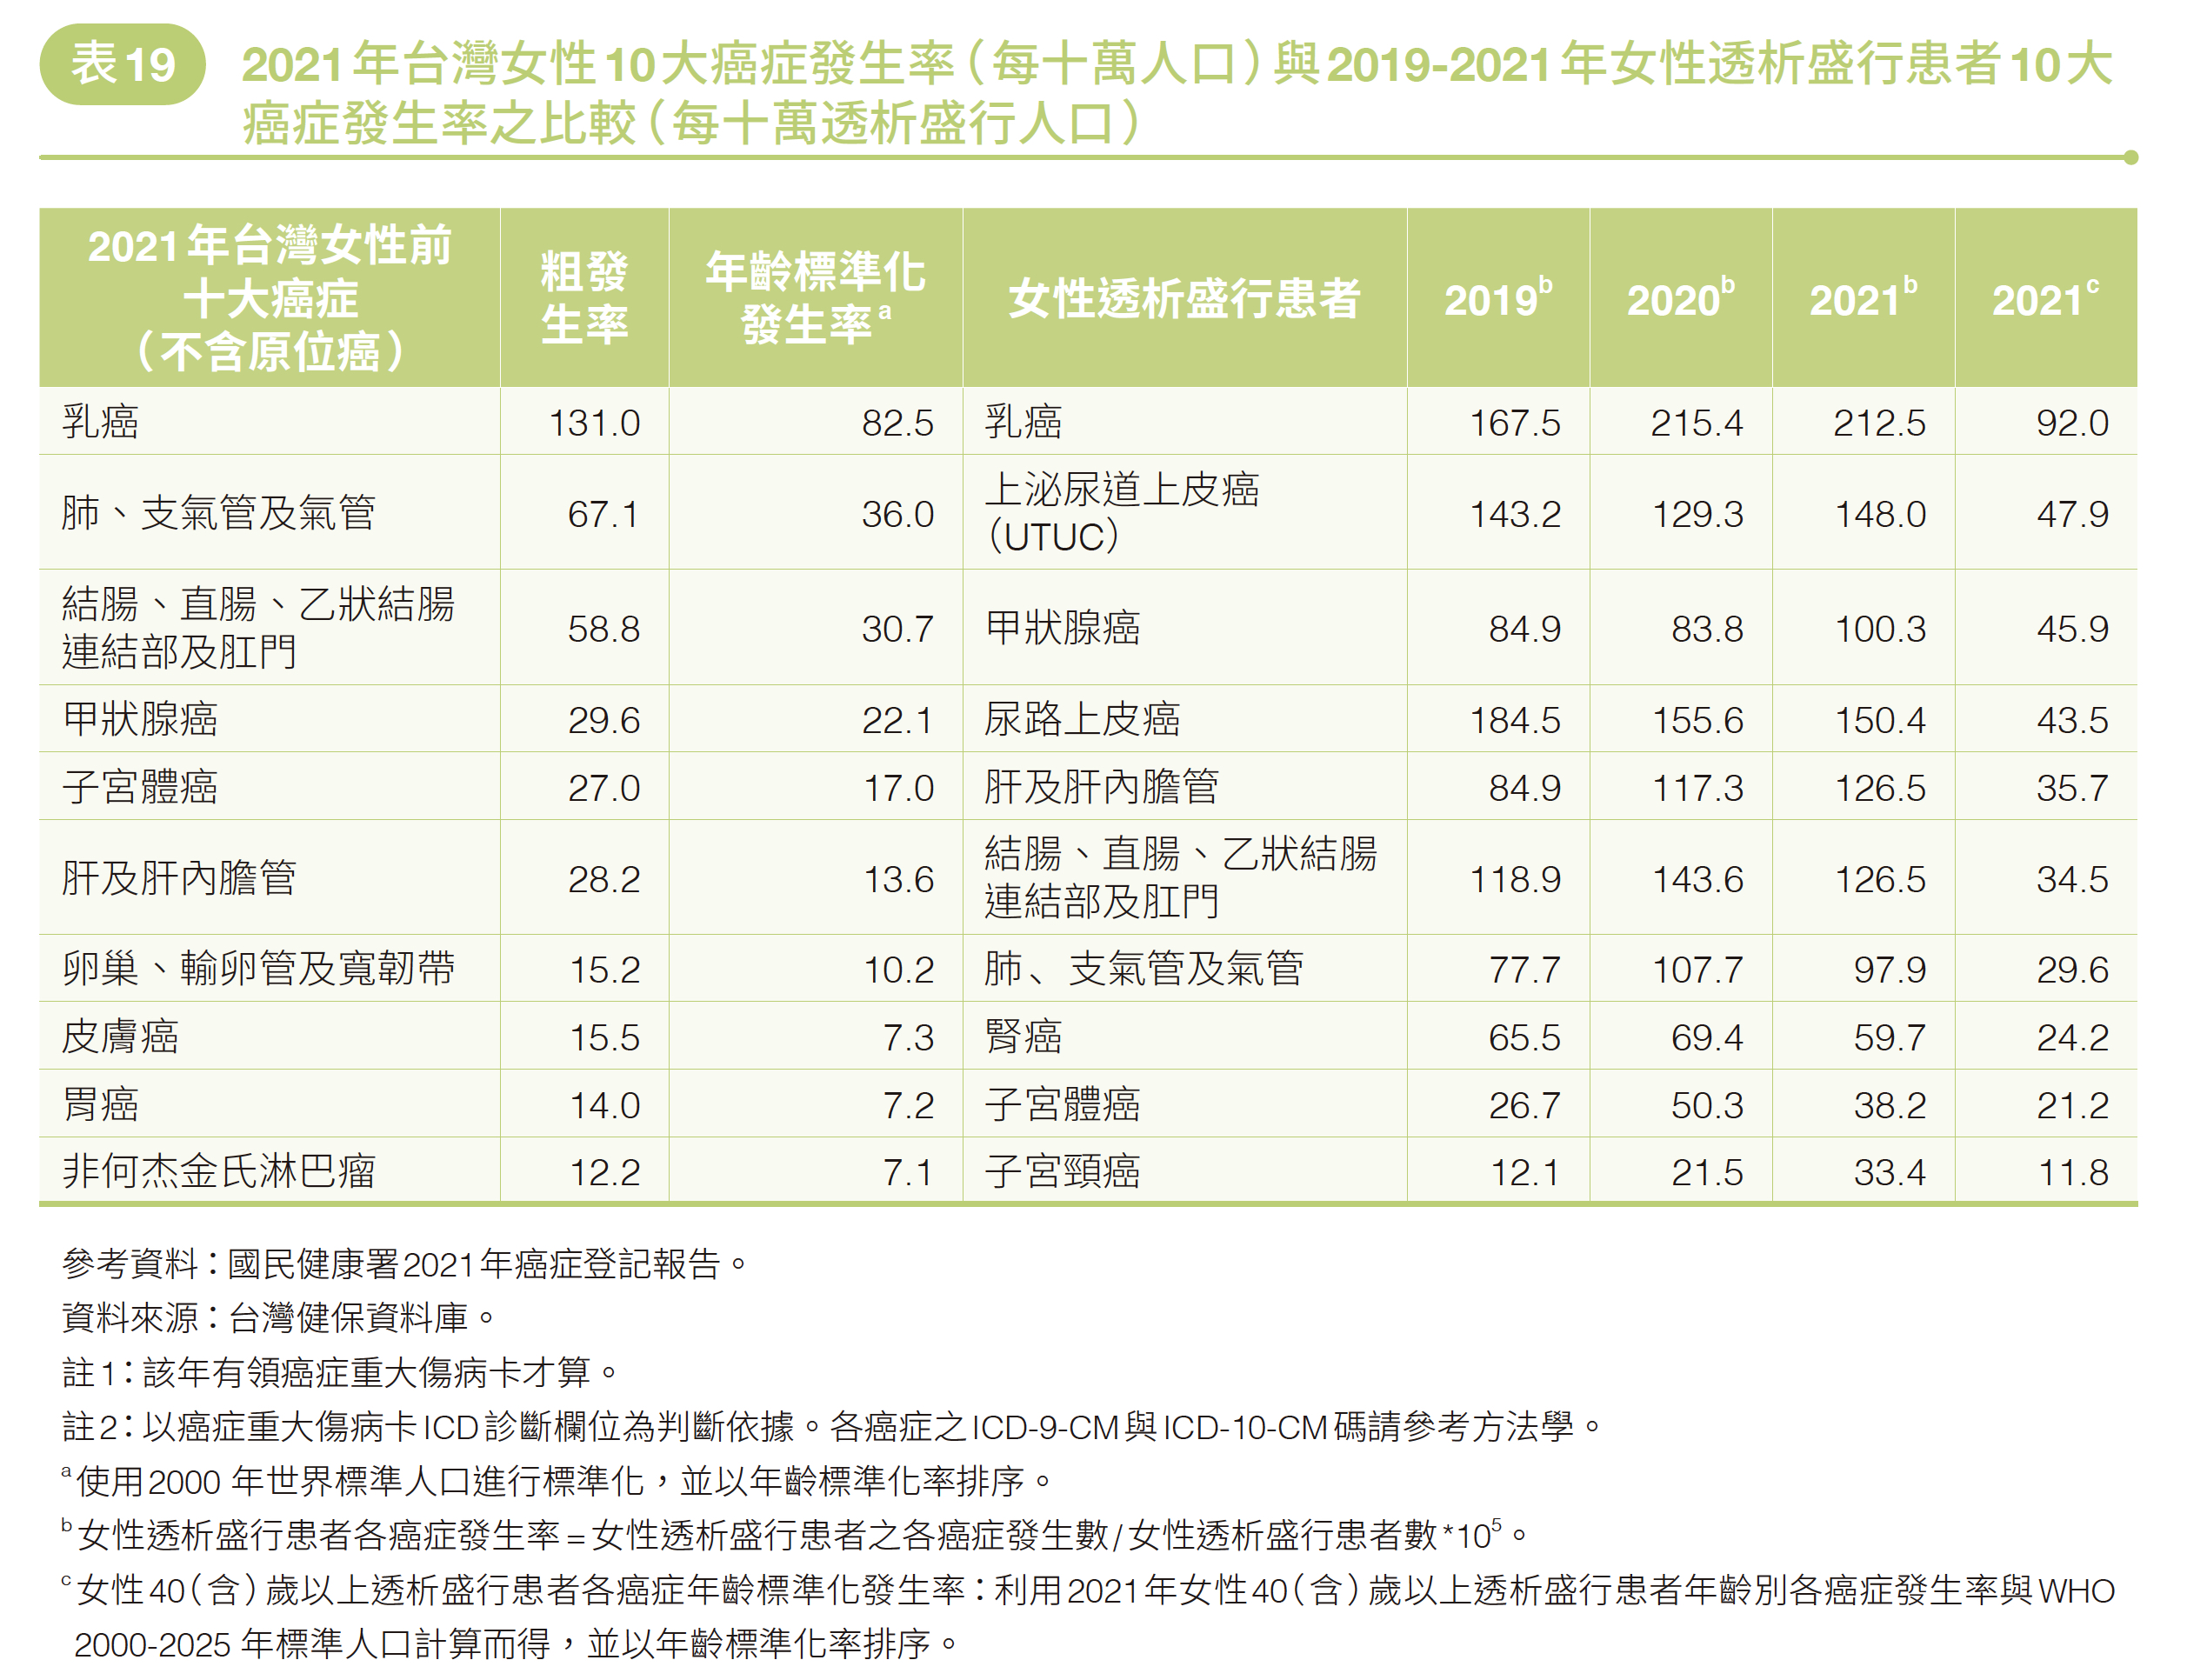 表19
2021年台灣女性10大癌症發生率（每十萬人口）與2019-2021年女性透析盛行患者10大
癌症發生率之比較（每十萬透析盛行人口）
2021年台灣女性前
十大癌症
（不含原位癌） 粗發
生率 年齡標準化
發生率a 女性透析盛行患者 2019b 2020b 2021b 2021c
乳癌 131.0 82.5 乳癌 167.5 215.4 212.5 92.0
肺、支氣管及氣管 67.1 36.0 上泌尿道上皮癌
（UTUC） 143.2 129.3 148.0 47.9
結腸、直腸、乙狀結腸
連結部及肛門 58.8 30.7 甲狀腺癌 84.9 83.8 100.3 45.9
甲狀腺癌 29.6 22.1 尿路上皮癌 184.5 155.6 150.4 43.5
子宮體癌 27.0 17.0 肝及肝內膽管 84.9 117.3 126.5 35.7
肝及肝內膽管 28.2 13.6 結腸、直腸、乙狀結腸
連結部及肛門 118.9 143.6 126.5 34.5
卵巢、輸卵管及寬韌帶 15.2 10.2 肺、支氣管及氣管 77.7 107.7 97.9 29.6
皮膚癌 15.5 7.3 腎癌 65.5 69.4 59.7 24.2
胃癌 14.0 7.2 子宮體癌 26.7 50.3 38.2 21.2
非何杰金氏淋巴瘤 12.2 7.1 子宮頸癌 12.1 21.5 33.4 11.8
參考資料：國民健康署2021年癌症登記報告。
資料來源：台灣健保資料庫。
註1：該年有領癌症重大傷病卡才算。
註2：以癌症重大傷病卡ICD診斷欄位為判斷依據。各癌症之ICD-9-CM與ICD-10-CM碼請參考方法學。
a 使用2000 年世界標準人口進行標準化，並以年齡標準化率排序。
b 女性透析盛行患者各癌症發生率=女性透析盛行患者之各癌症發生數/女性透析盛行患者數*10⁵。
c 女性40（含）歲以上透析盛行患者各癌症年齡標準化發生率：利用2021年女性40（含）歲以上透析盛行患者年齡別各癌症發生率與WHO
2000-2025 年標準人口計算而得，並以年齡標準化率排序。